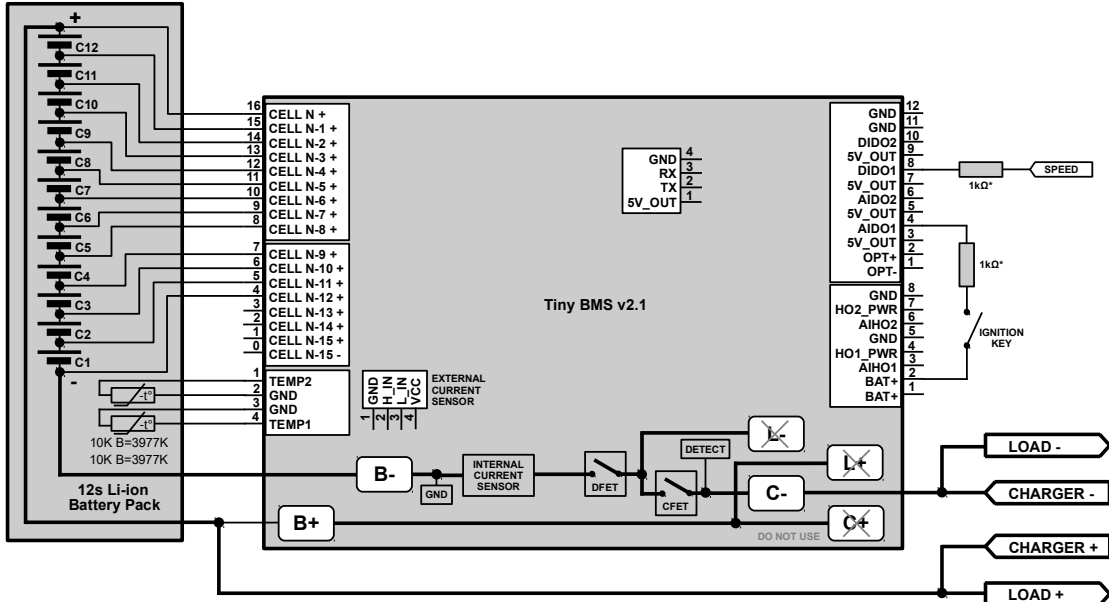 +
C12
C11
C10
C9
C8
C7
C6
C5
C4
C3
C2
C1
-
12s Li-ion
Battery Pack
16 CELL N +
15 CELL N-1 +
14 CELL N-2 +
13 CELL N-3 +
12 CELL N-4 +
11 CELL N-5 +
10 CELL N-6 +
9 CELL N-7 +
8 CELL N-8 +
7 CELL N-9 +
6 CELL N-10 +
5 CELL N-11 +
4 CELL N-12 +
3 CELL N-13 +
2 CELL N-14 +
1 CELL N-15 +
0 CELL N-15 -
1 TEMP2
2 GND
3 GND
4 TEMP1
-t°
-t°
10K B=3977K
10K B=3977K
GND 4
RX 3
TX 2
5V_OUT 1
Tiny BMS v2.1
GND
H_IN
L_IN
VCC
1 2 3 4
EXTERNAL
CURRENT
SENSOR
GND 12
GND 11
DIDO2 10
5V_OUT 9
DIDO1 8
5V_OUT 7
AIDO2 6
5V_OUT 5
AIDO1 4
5V_OUT 3
OPT+ 2
OPT- 1
GND 8
HO2_PWR 7
AIHO2 6
GND 5
HO1_PWR 4
AIHO1 3
BAT+ 2
BAT+ 1
1kΩ*
SPEED
1kΩ*
IGNITION
KEY
B-
GND
INTERNAL
CURRENT
SENSOR
DFET
CFET
DETECT
L-
L+
C-
C+
B+
DO NOT USE
LOAD -
CHARGER -
CHARGER +
LOAD +